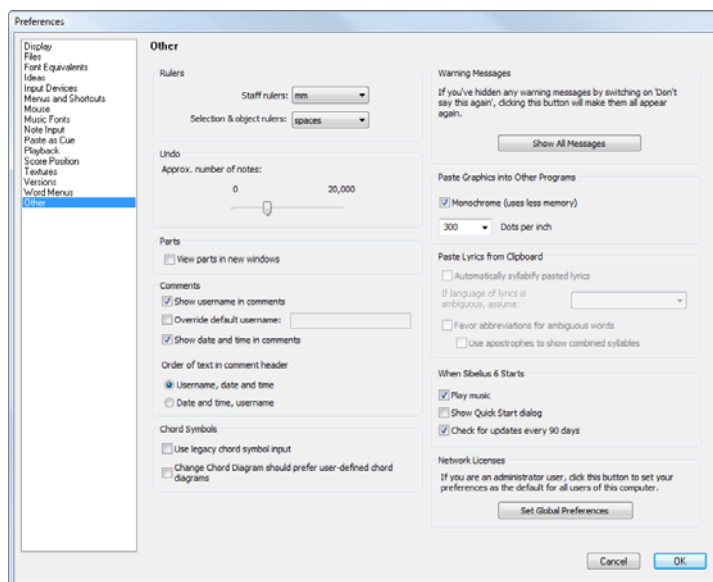 Preferences
Display
Files
Font Equivalents
Ideas
Input Devices
Menus and Shortcuts
Mouse
Music Fonts
Note Input
Paste as Cue
Playback
Score Position
Textures
Versions
Word Menus
Other
Other
Rulers
Staff rulers: mm
Selection & object rulers: spaces
Undo
Approx. number of notes:
0 20,000
Parts
View parts in new windows
Comments
Show username in comments
Override default username:
Show date and time in comments
Order of text in comment header
Username, date and time
Date and time, username
Chord Symbols
Use legacy chord symbol input
Change Chord Diagram should prefer user-defined chord
diagrams
Warning Messages
If you've hidden any warning messages by switching on 'Don't
say this again', clicking this button will make them all appear
again.
Show All Messages
Paste Graphics into Other Programs
Monochrome (uses less memory)
300 Dots per inch
Paste Lyrics from Clipboard
Automatically syllabify pasted lyrics
If language of lyrics is
ambiguous, assume:
Favor abbreviations for ambiguous words
Use apostrophes to show combined syllables
When Sibelius 6 Starts
Play music
Show Quick Start dialog
Check for updates every 90 days
Network Licenses
If you are an administrator user, click this button to set your
preferences as the default for all users of this computer.
Set Global Preferences
Cancel OK